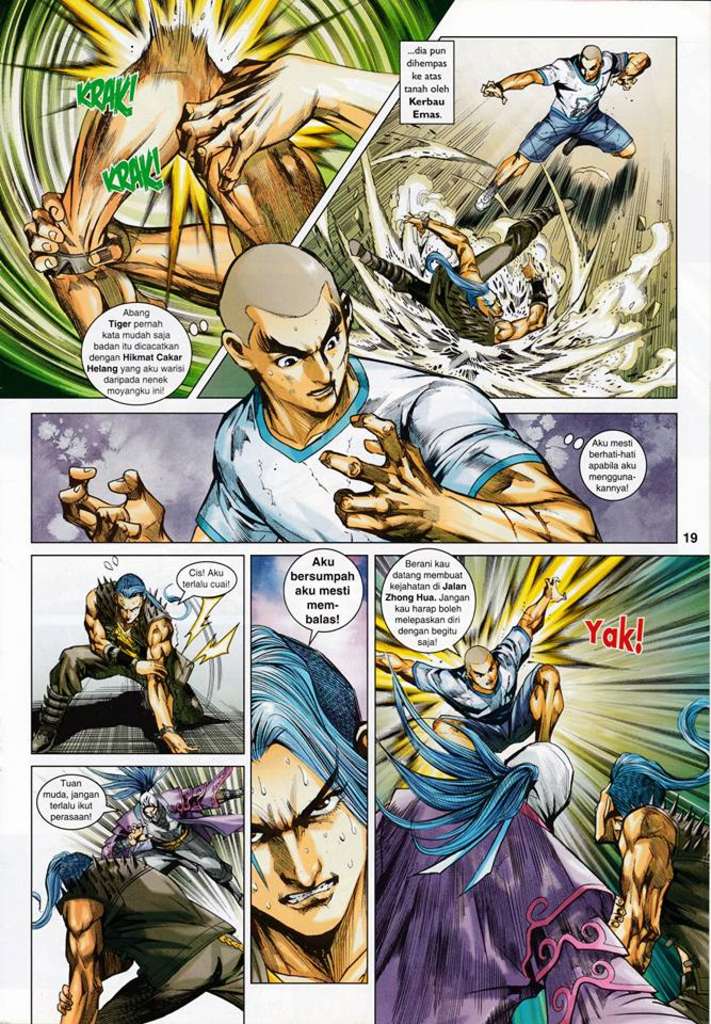 KRAK!
KRAK!
...dia pun
dihempas
ke atas
tanah oleh
Kerbau
Emas.
Abang
Tiger pernah
kata mudah saja
badan itu dicacatkan
dengan Hikmat Cakar
Helang yang aku warisi
daripada nenek
moyangku ini!
Aku mesti
berhati-hati
apabila aku
mengguna-
kannya!
19
Cis! Aku
terlalu cuai!
Aku
bersumpah
aku mesti
mem-
balas!
Berani kau
datang membuat
kejahatan di Jalan
Zhong Hua. Jangan
kau harap boleh
melepaskan diri
dengan begitu
saja!
Yak!
Tuan
muda, jangan
terlalu ikut
perasaan!